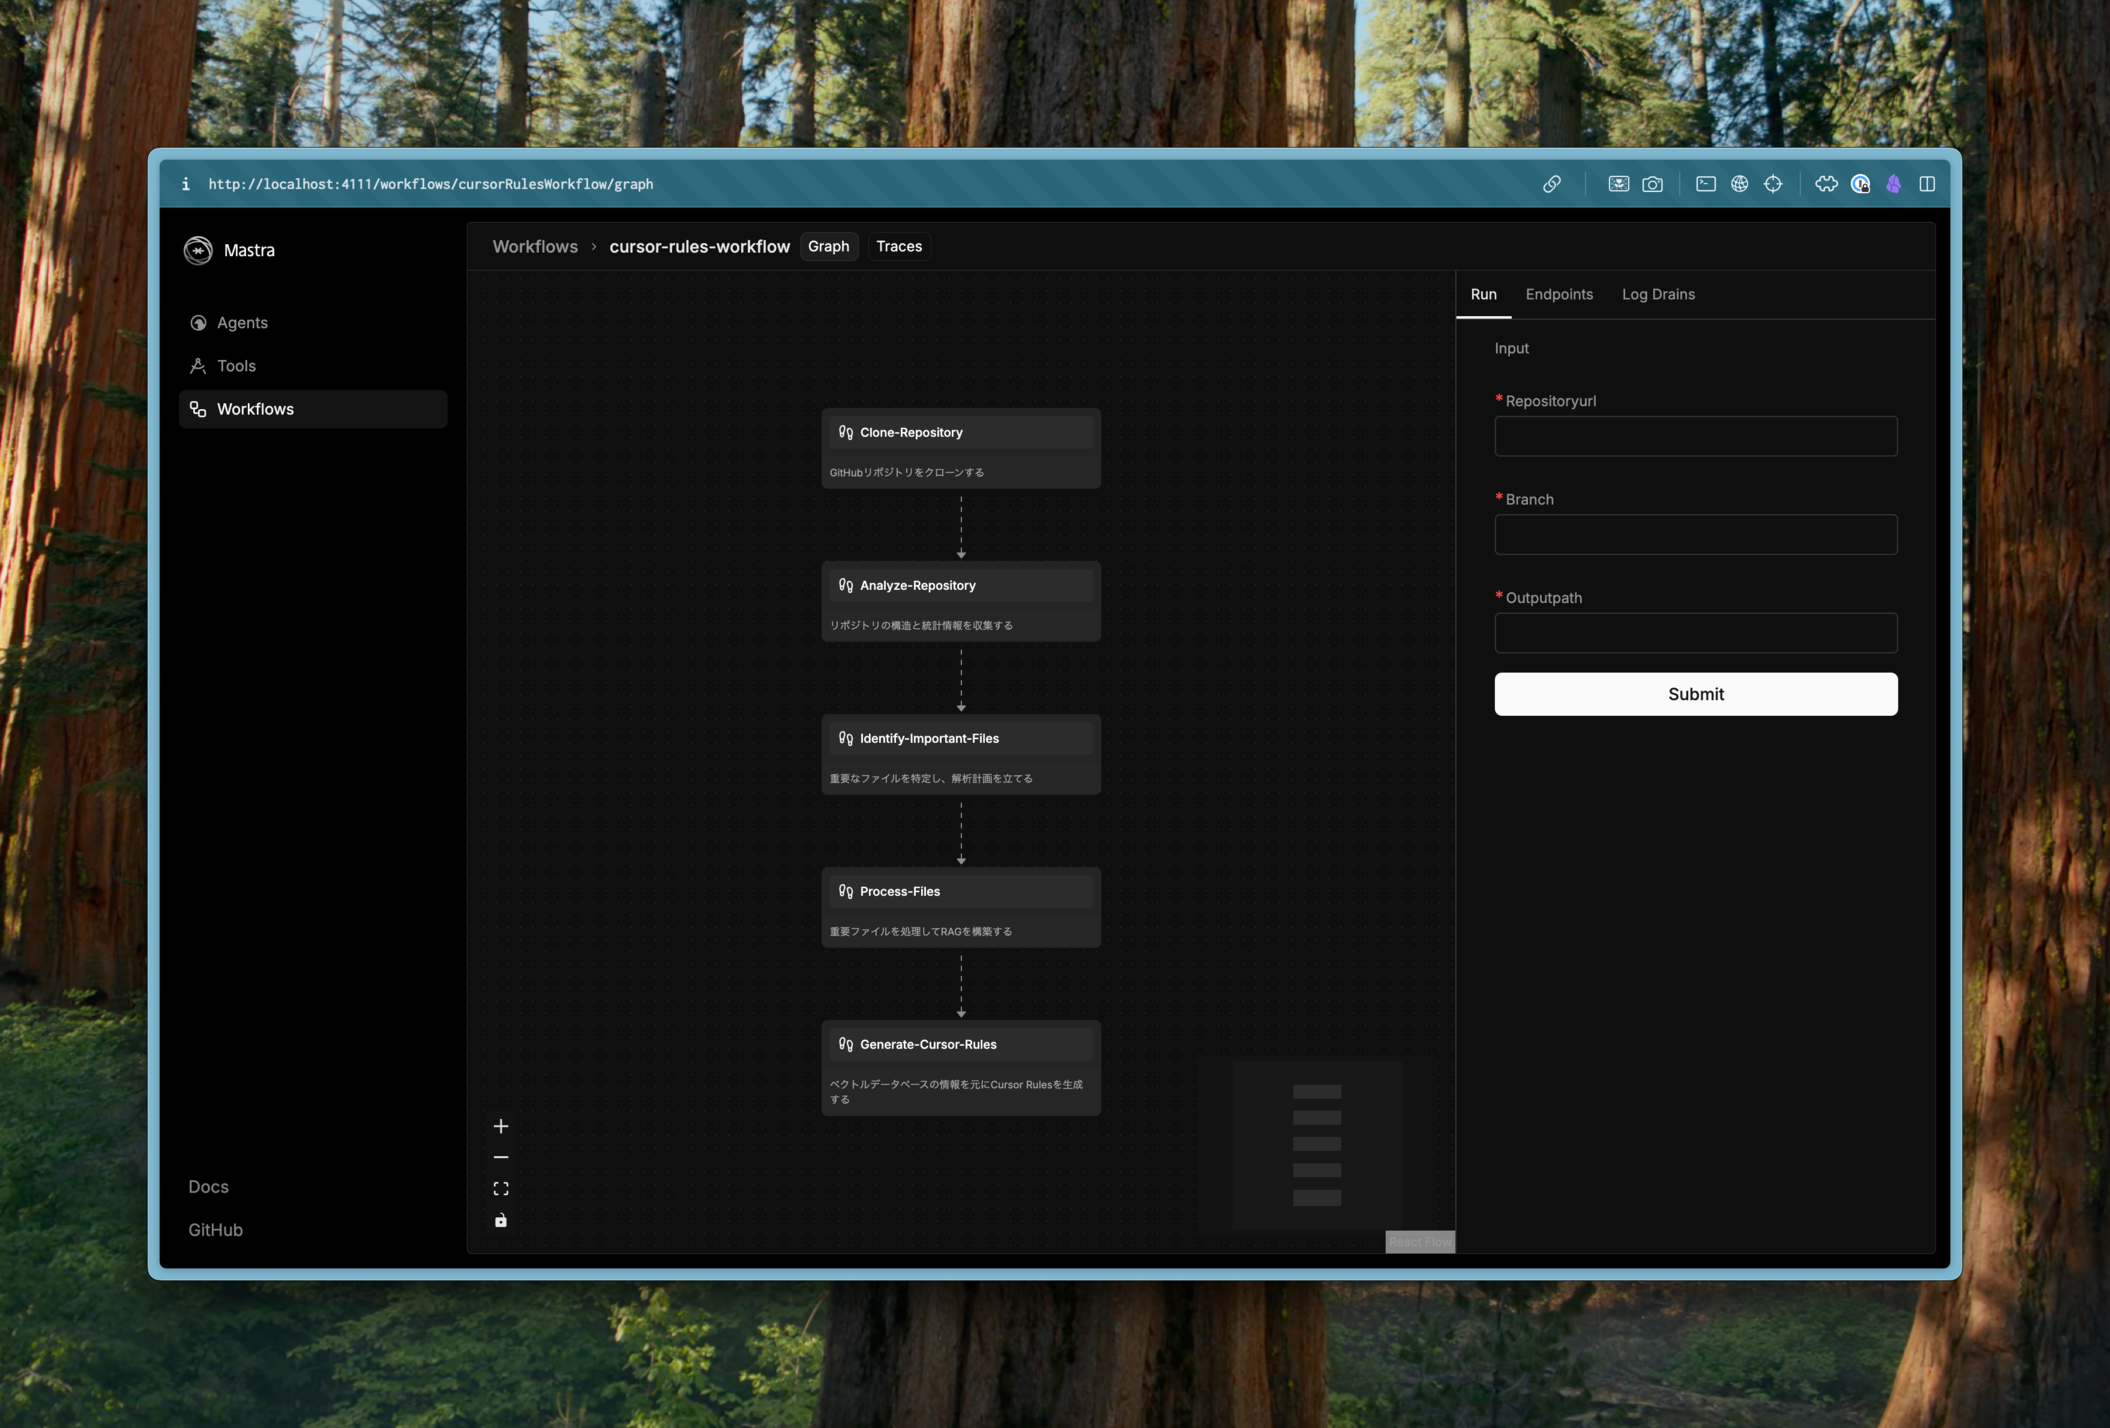 http://localhost:4111/workflows/cursorRulesWorkflow/graph
Mastra
Agents
Tools
Workflows
Docs
GitHub
Workflows › cursor-rules-workflow Graph Traces
Clone-Repository
GitHubリポジトリをクローンする
Analyze-Repository
リポジトリの構造と統計情報を収集する
Identify-Important-Files
重要なファイルを特定し、解析計画を立てる
Process-Files
重要ファイルを処理してRAGを構築する
Generate-Cursor-Rules
ベクトルデータベースの情報を元にCursor Rulesを生成
する
React Flow
Run Endpoints Log Drains
Input
*Repositoryurl
*Branch
*Outputpath
Submit